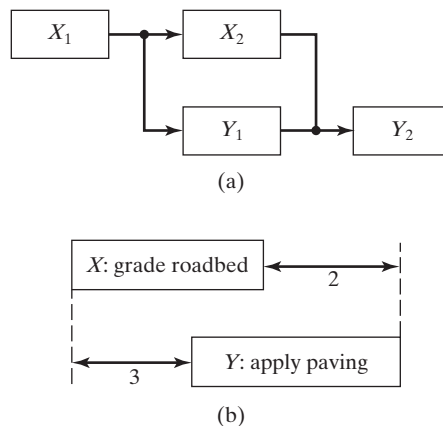 X₁
X₂
Y₁
Y₂
(a)
X: grade roadbed
2
3
Y: apply paving
(b)